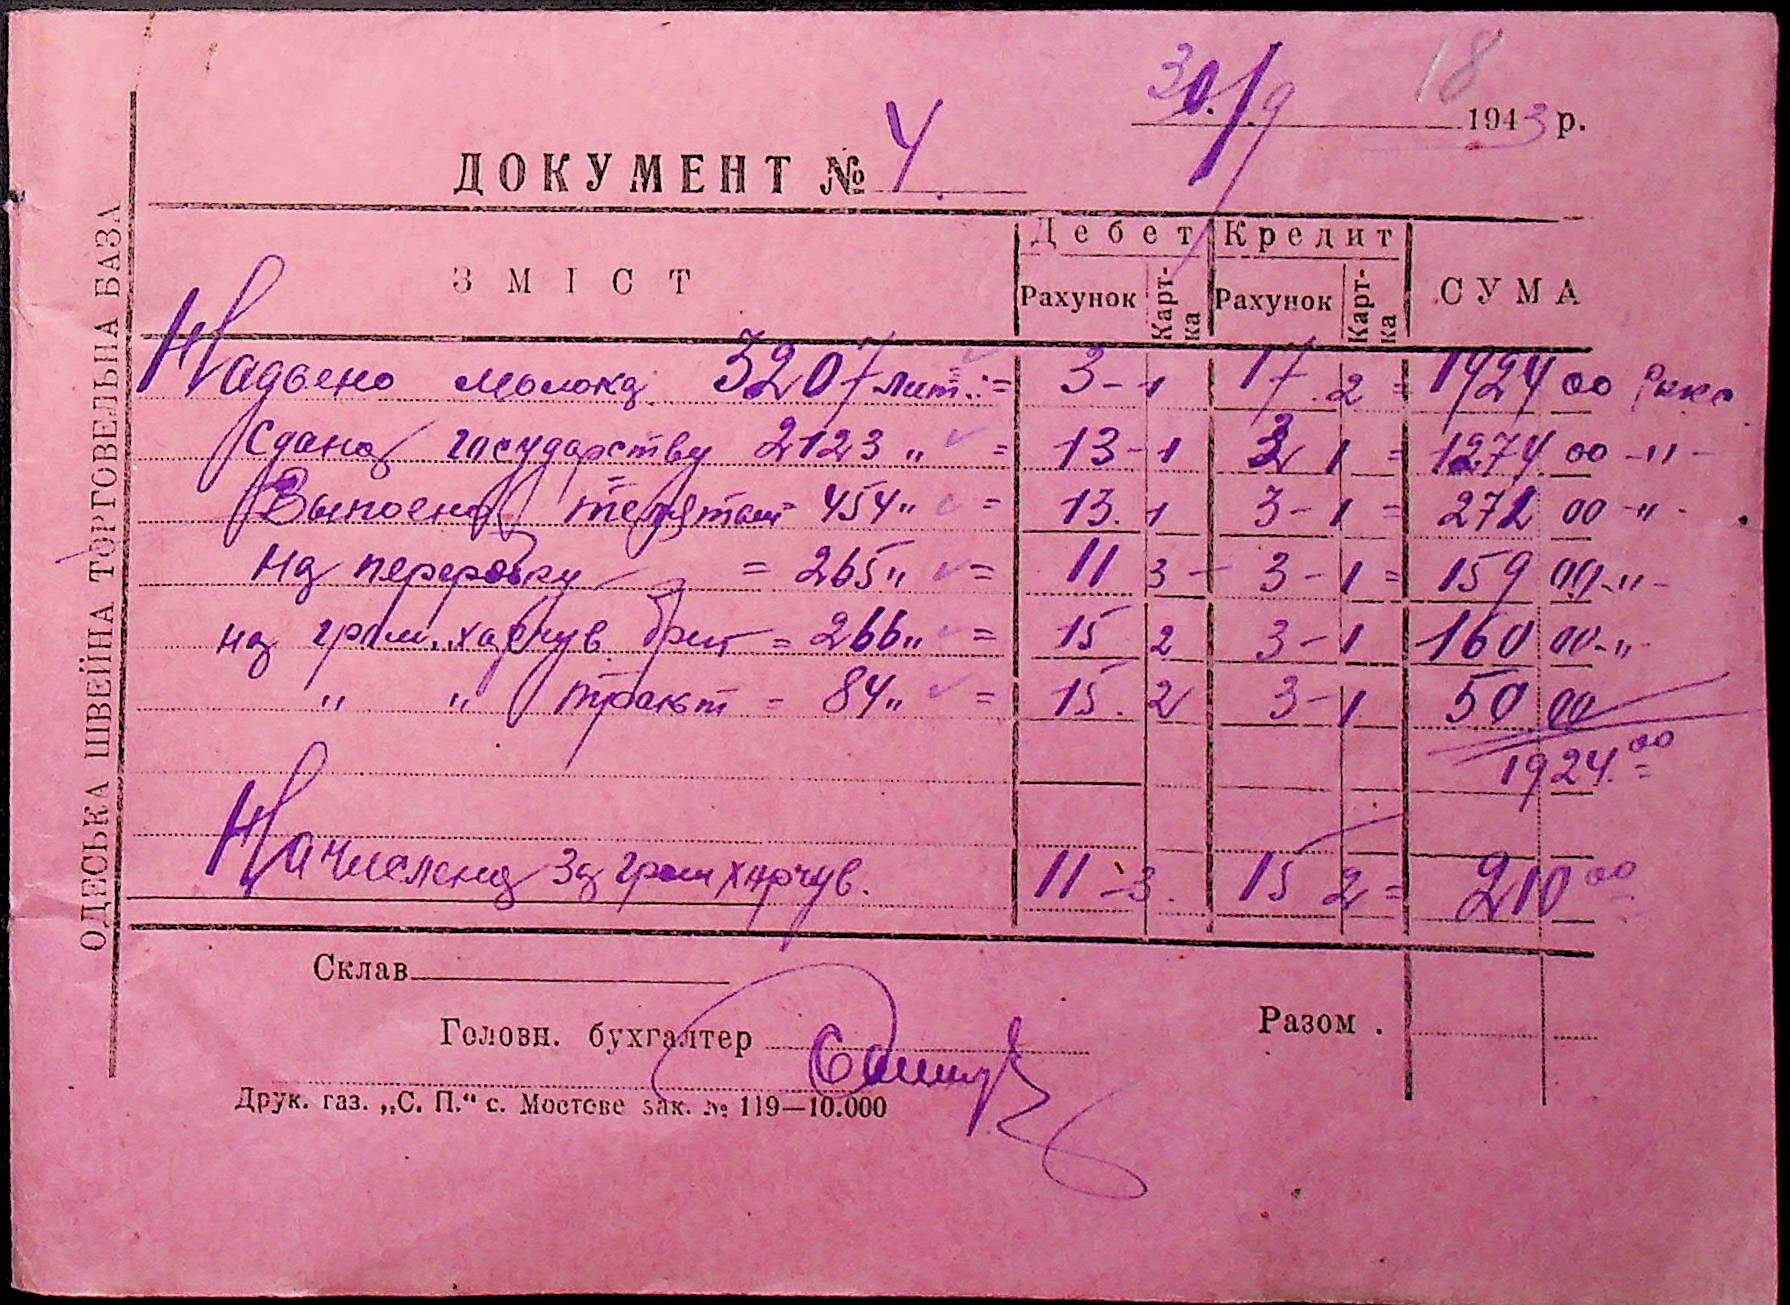 18
30/9 1943 р.
ДОКУМЕНТ № 4.
ОДЕСЬКА ШВЕЙНА ТОРГОВЕЛЬНА БАЗА
ЗМІСТ Дебет Кредит СУМА
Рахунок Карт-ка Рахунок Карт-ка
Надоено молока 3207 лит. = 3-1 17 2 = 1924 00
Сдано государству 2123 „ = 13-1 3 1 = 1274 00 -"-
Выпоено телятам 454 „ = 13. 1 3-1 = 272 00 -"-
на = 265 „ = 11 3 - 3-1 = 159 00 -"-
на гром. харчув = 266 „ = 15 2 3-1 160 00 -"-
" " тракт = 84 „ = 15. 2 3-1 50 00
1924.00
Начислено за гром харчув. 11-3. 15 2 = 210 00
Склав
Головн. бухгалтер
Разом .
Друк. газ. „С. П.“ с. Мостове зак. № 119—10.000